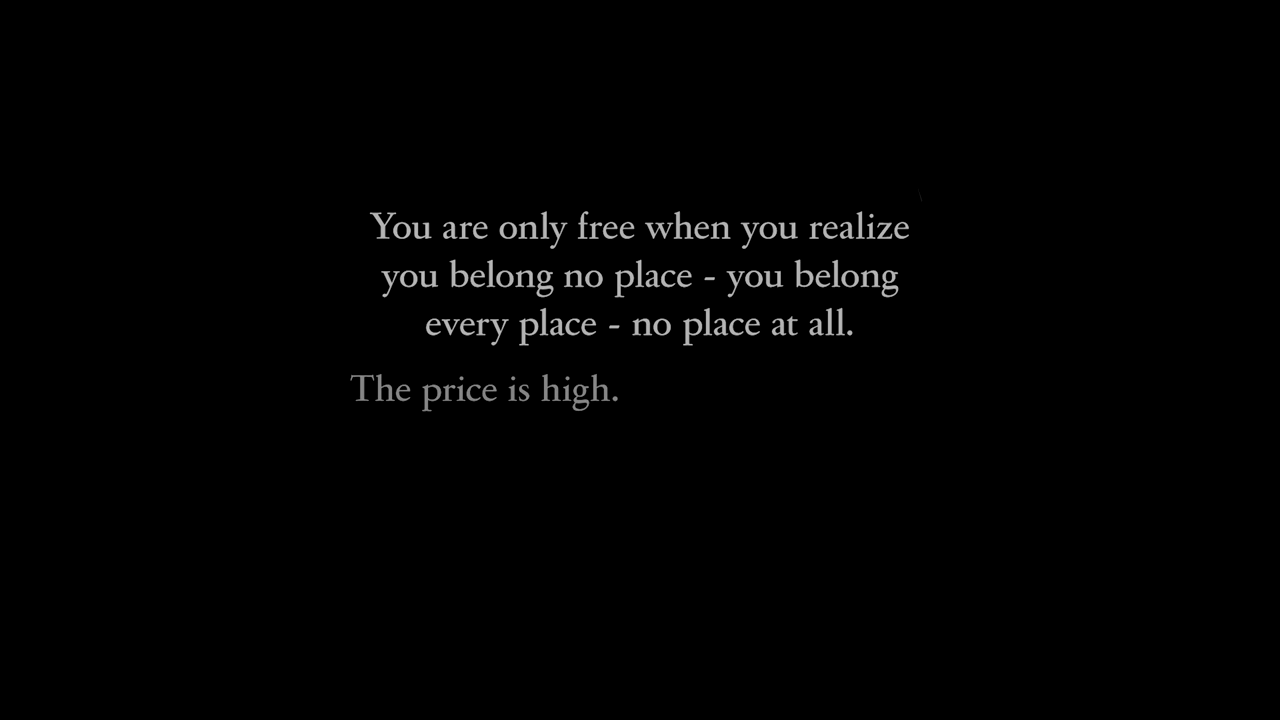 You are only free when you realize
you belong no place - you belong
every place - no place at all.
The price is high.